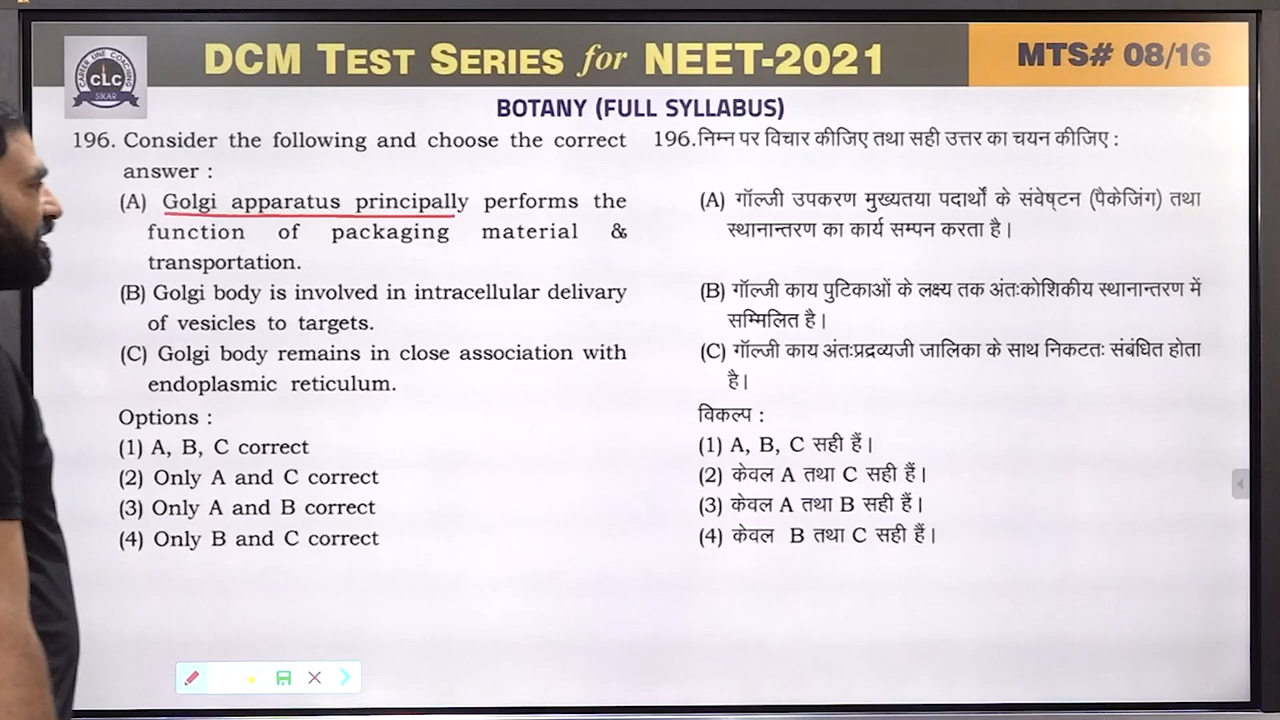 CAREER LINE COACHING
CLC
SIKAR
DCM TEST SERIES for NEET-2021
MTS# 08/16
BOTANY (FULL SYLLABUS)
196. Consider the following and choose the correct
answer :
(A) Golgi apparatus principally performs the
function of packaging material &
transportation.
(B) Golgi body is involved in intracellular delivary
of vesicles to targets.
(C) Golgi body remains in close association with
endoplasmic reticulum.
Options :
(1) A, B, C correct
(2) Only A and C correct
(3) Only A and B correct
(4) Only B and C correct
196.निम्न पर विचार कीजिए तथा सही उत्तर का चयन कीजिए :
(A) गॉल्जी उपकरण मुख्यतया पदार्थों के संवेष्टन (पैकेजिंग) तथा
स्थानान्तरण का कार्य सम्पन करता है।
(B) गॉल्जी काय पुटिकाओं के लक्ष्य तक अंतःकोशिकीय स्थानान्तरण में
सम्मिलित है।
(C) गॉल्जी काय अंतःप्रद्रव्यजी जालिका के साथ निकटतः संबंधित होता
है।
विकल्प :
(1) A, B, C सही हैं।
(2) केवल A तथा C सही हैं।
(3) केवल A तथा B सही हैं।
(4) केवल B तथा C सही हैं।